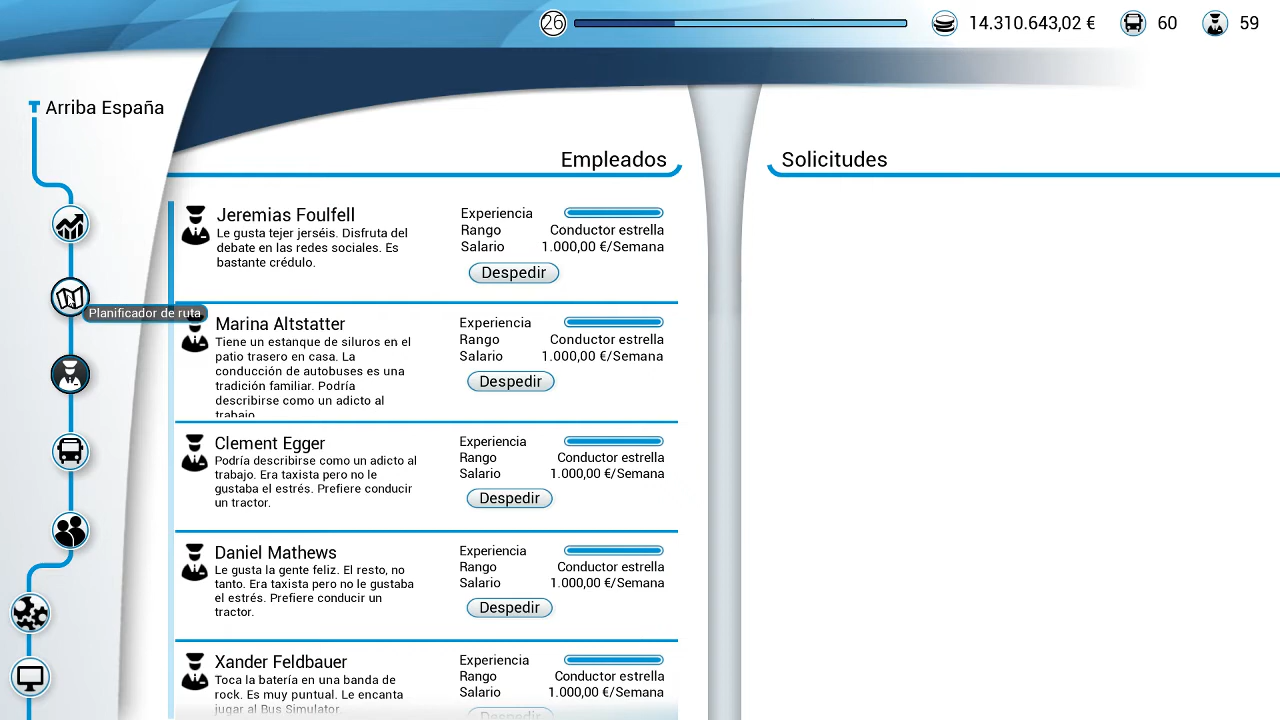 26
14.310.643,02 €
60
59
Arriba España
Planificador de ruta
Empleados
Jeremias Foulfell
Le gusta tejer jerséis. Disfruta del
debate en las redes sociales. Es
bastante crédulo.
Experiencia
Rango Conductor estrella
Salario 1.000,00 €/Semana
Despedir
Marina Altstatter
Tiene un estanque de siluros en el
patio trasero en casa. La
conducción de autobuses es una
tradición familiar. Podría
describirse como un adicto al
trabajo.
Experiencia
Rango Conductor estrella
Salario 1.000,00 €/Semana
Despedir
Clement Egger
Podría describirse como un adicto al
trabajo. Era taxista pero no le
gustaba el estrés. Prefiere conducir
un tractor.
Experiencia
Rango Conductor estrella
Salario 1.000,00 €/Semana
Despedir
Daniel Mathews
Le gusta la gente feliz. El resto, no
tanto. Era taxista pero no le gustaba
el estrés. Prefiere conducir un
tractor.
Experiencia
Rango Conductor estrella
Salario 1.000,00 €/Semana
Despedir
Xander Feldbauer
Toca la batería en una banda de
rock. Es muy puntual. Le encanta
jugar al Bus Simulator.
Experiencia
Rango Conductor estrella
Salario 1.000,00 €/Semana
Despedir
Solicitudes